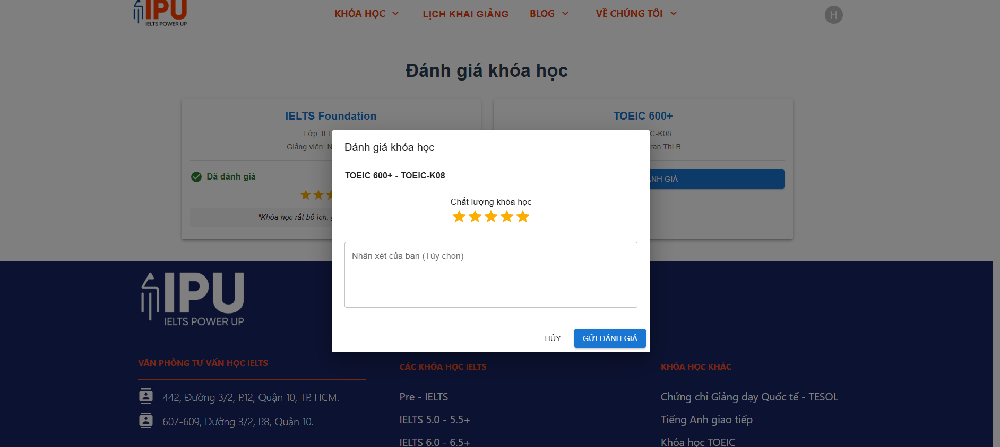 IPU
IELTS POWER UP
KHÓA HỌC
LỊCH KHAI GIẢNG
BLOG
VỀ CHÚNG TÔI
H
Đánh giá khóa học
IELTS Foundation
Lớp:
Giảng viên:
Đã đánh giá
"Khóa học rất bổ ích,
TOEIC 600+
C-K08
ran Thi B
NH GIÁ
Đánh giá khóa học
TOEIC 600+ - TOEIC-K08
Chất lượng khóa học
Nhận xét của bạn (Tùy chọn)
HỦY
GỬI ĐÁNH GIÁ
IPU
IELTS POWER UP
VĂN PHÒNG TƯ VẤN HỌC IELTS
442, Đường 3/2, P.12, Quận 10, TP. HCM.
607-609, Đường 3/2, P.8, Quận 10.
CÁC KHÓA HỌC IELTS
Pre - IELTS
IELTS 5.0 - 5.5+
IELTS 6.0 - 6.5+
KHÓA HỌC KHÁC
Chứng chỉ Giảng dạy Quốc tế - TESOL
Tiếng Anh giao tiếp
Khóa học TOEIC